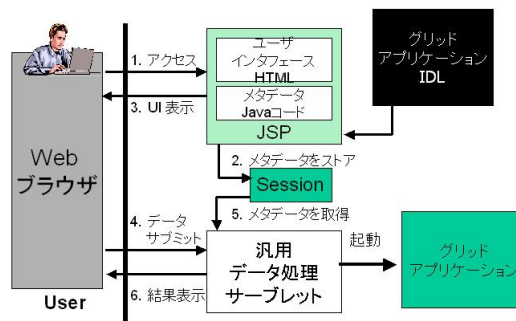 1. アクセス
ユーザ
インタフェース
HTML
メタデータ
Javaコード
JSP
グリッド
アプリケーション
IDL
3. UI 表示
Web
ブラウザ
2. メタデータをストア
Session
5. メタデータを取得
4. データ
サブミット
汎用
データ処理
サーブレット
起動
グリッド
アプリケーション
6. 結果表示
User